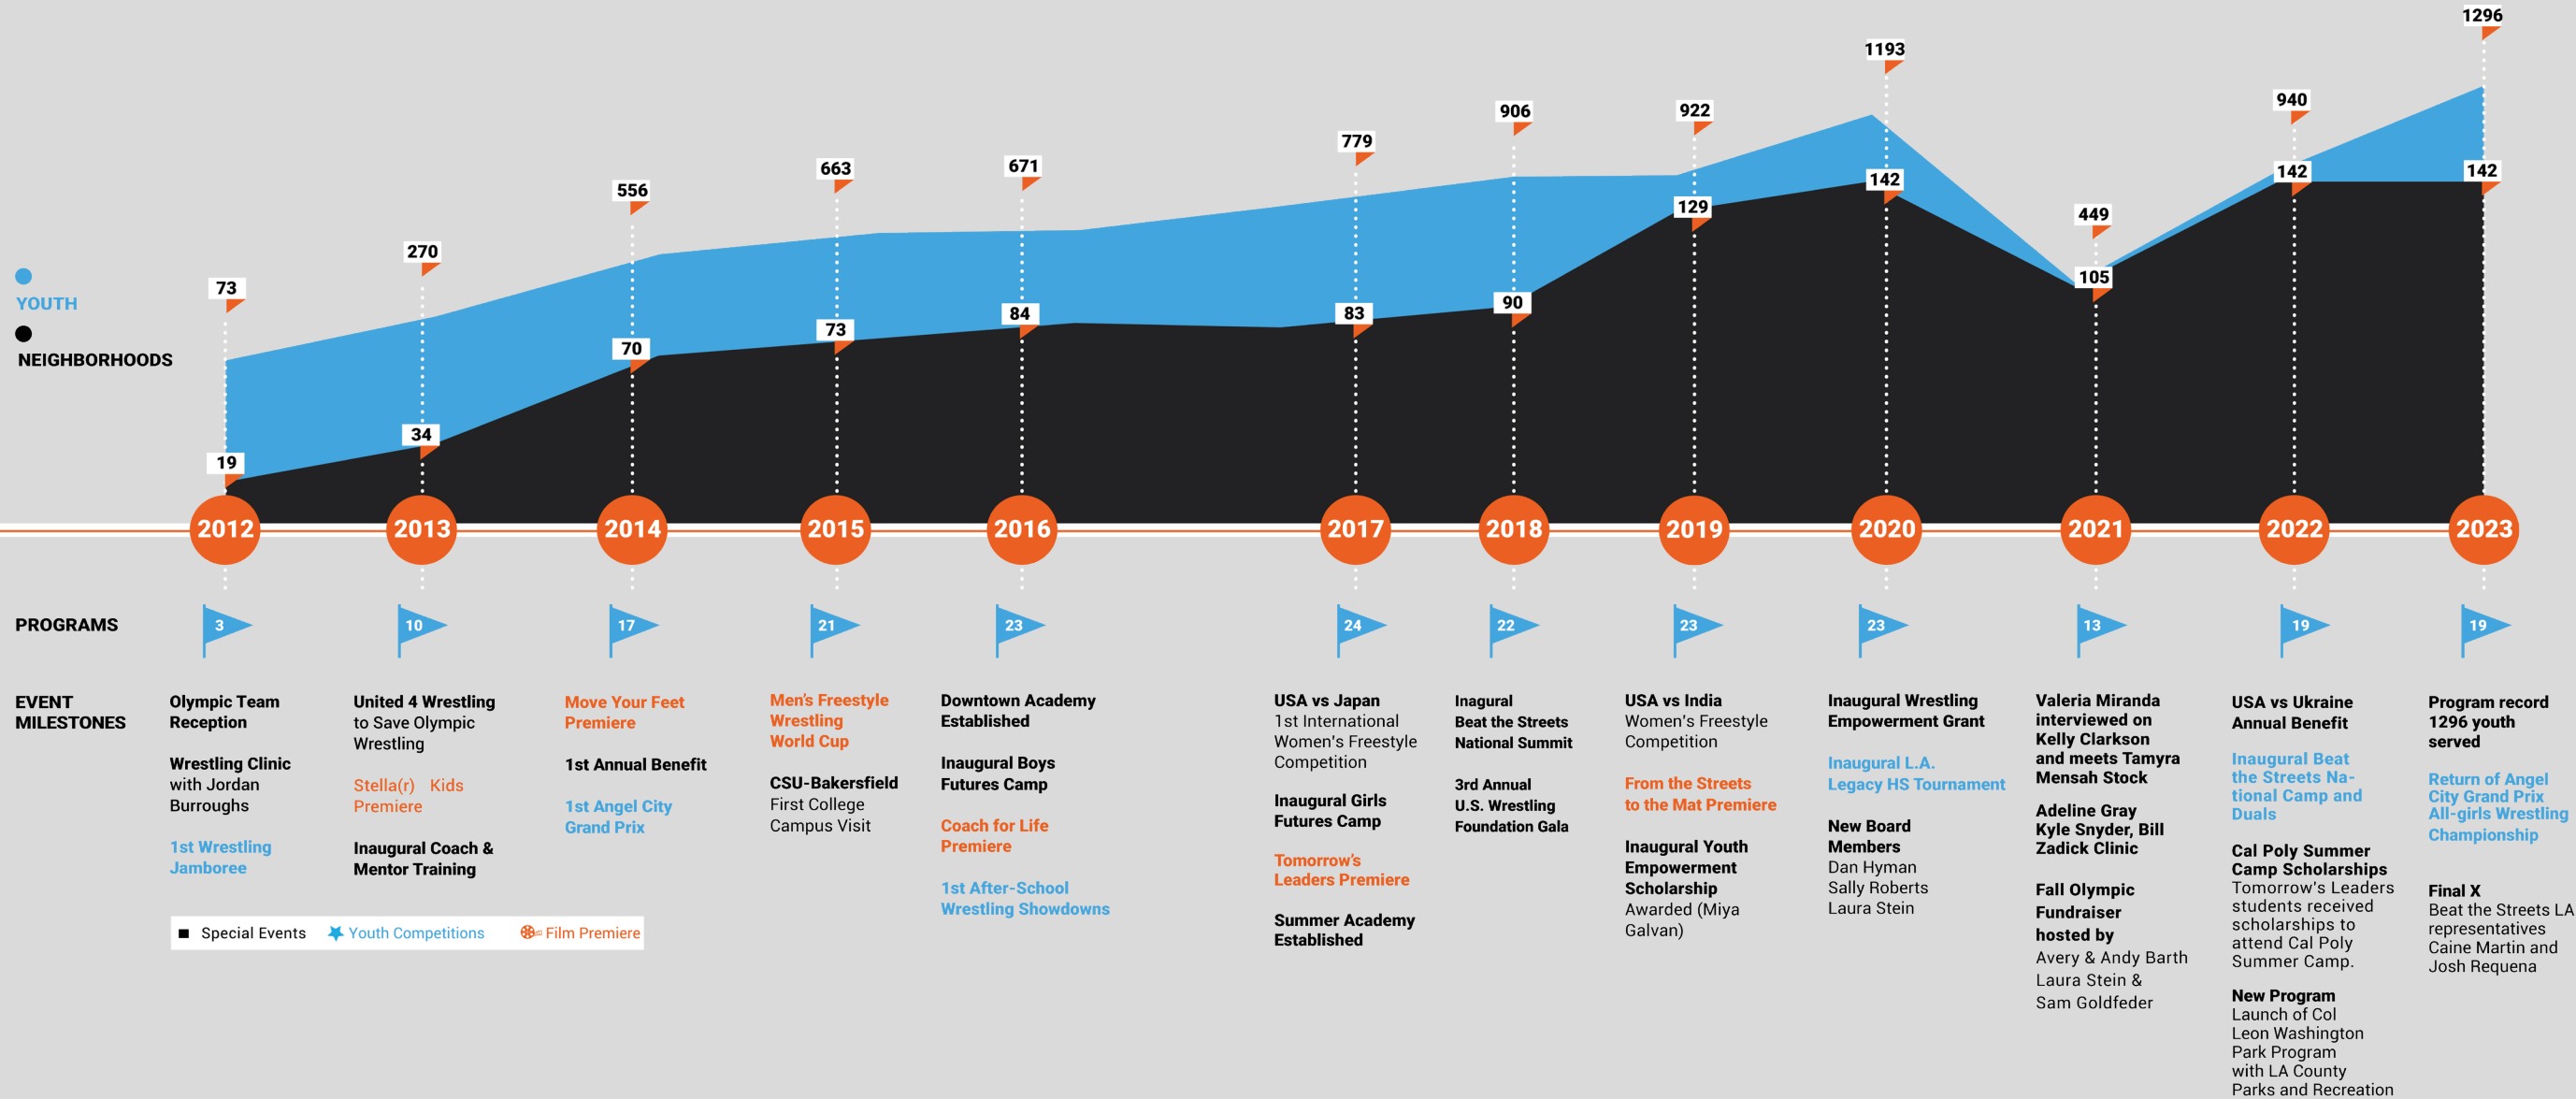 1296
1193
940
906
922
779
671
663
556
449
270
73
142
142
142
129
105
90
83
84
73
70
34
19
YOUTH
NEIGHBORHOODS
2012 2013 2014 2015 2016 2017 2018 2019 2020 2021 2022 2023
PROGRAMS 3 10 17 21 23 24 22 23 23 13 19 19
EVENT
MILESTONES
Olympic Team
Reception
Wrestling Clinic
with Jordan
Burroughs
1st Wrestling
Jamboree
United 4 Wrestling
to Save Olympic
Wrestling
Stella(r) Kids
Premiere
Inaugural Coach &
Mentor Training
Move Your Feet
Premiere
1st Annual Benefit
1st Angel City
Grand Prix
Men's Freestyle
Wrestling
World Cup
CSU-Bakersfield
First College
Campus Visit
Downtown Academy
Established
Inaugural Boys
Futures Camp
Coach for Life
Premiere
1st After-School
Wrestling Showdowns
USA vs Japan
1st International
Women's Freestyle
Competition
Inaugural Girls
Futures Camp
Tomorrow's
Leaders Premiere
Summer Academy
Established
Inagural
Beat the Streets
National Summit
3rd Annual
U.S. Wrestling
Foundation Gala
USA vs India
Women's Freestyle
Competition
From the Streets
to the Mat Premiere
Inaugural Youth
Empowerment
Scholarship
Awarded (Miya
Galvan)
Inaugural Wrestling
Empowerment Grant
Inaugural L.A.
Legacy HS Tournament
New Board
Members
Dan Hyman
Sally Roberts
Laura Stein
Valeria Miranda
interviewed on
Kelly Clarkson
and meets Tamyra
Mensah Stock
Adeline Gray
Kyle Snyder, Bill
Zadick Clinic
Fall Olympic
Fundraiser
hosted by
Avery & Andy Barth
Laura Stein &
Sam Goldfeder
USA vs Ukraine
Annual Benefit
Inaugural Beat
the Streets Na-
tional Camp and
Duals
Cal Poly Summer
Camp Scholarships
Tomorrow's Leaders
students received
scholarships to
attend Cal Poly
Summer Camp.
New Program
Launch of Col
Leon Washington
Park Program
with LA County
Parks and Recreation
Program record
1296 youth
served
Return of Angel
City Grand Prix
All-girls Wrestling
Championship
Final X
Beat the Streets LA
representatives
Caine Martin and
Josh Requena
Special Events Youth Competitions Film Premiere